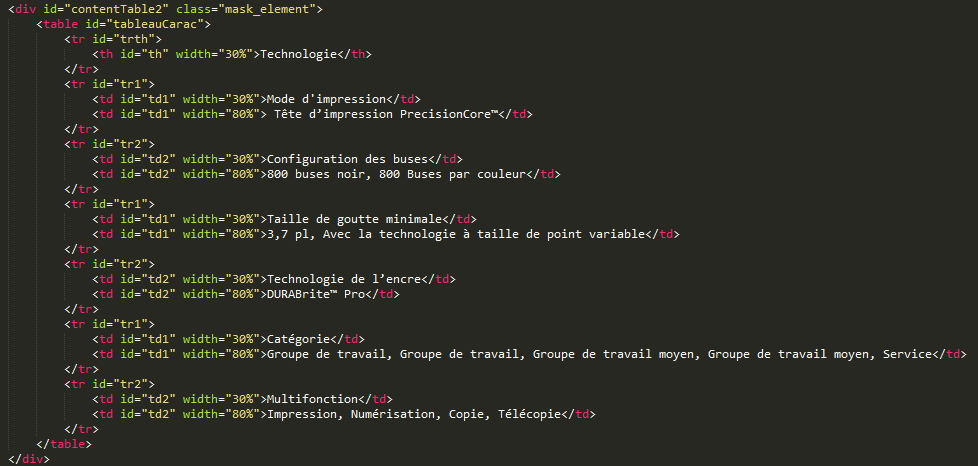 <div id="contentTable2" class="mask_element">
<table id="tableauCarac">
<tr id="trth">
<th id="th" width="30%">Technologie</th>
</tr>
<tr id="tr1">
<td id="td1" width="30%">Mode d'impression</td>
<td id="td1" width="80%"> Tête d’impression PrecisionCore™</td>
</tr>
<tr id="tr2">
<td id="td2" width="30%">Configuration des buses</td>
<td id="td2" width="80%">800 buses noir, 800 Buses par couleur</td>
</tr>
<tr id="tr1">
<td id="td1" width="30%">Taille de goutte minimale</td>
<td id="td1" width="80%">3,7 pl, Avec la technologie à taille de point variable</td>
</tr>
<tr id="tr2">
<td id="td2" width="30%">Technologie de l’encre</td>
<td id="td2" width="80%">DURABrite™ Pro</td>
</tr>
<tr id="tr1">
<td id="td1" width="30%">Catégorie</td>
<td id="td1" width="80%">Groupe de travail, Groupe de travail, Groupe de travail moyen, Groupe de travail moyen, Service</td>
</tr>
<tr id="tr2">
<td id="td2" width="30%">Multifonction</td>
<td id="td2" width="80%">Impression, Numérisation, Copie, Télécopie</td>
</tr>
</table>
</div>